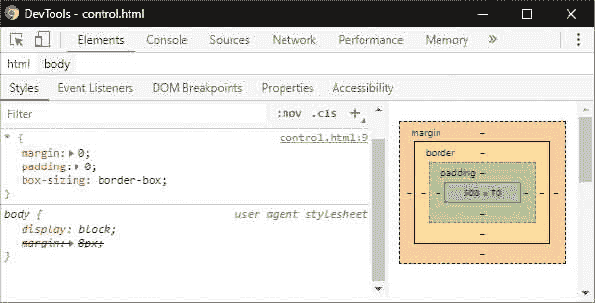 DevTools - control.html
Elements Console Sources Network Performance Memory »
html body
Styles Event Listeners DOM Breakpoints Properties Accessibility
Filter :hov .cls +
* { control.html:9
margin: 0;
padding: 0;
box-sizing: border-box;
}
body { user agent stylesheet
display: block;
margin: 8px;
}
margin -
border -
padding -
- - - - - -
-
-
-